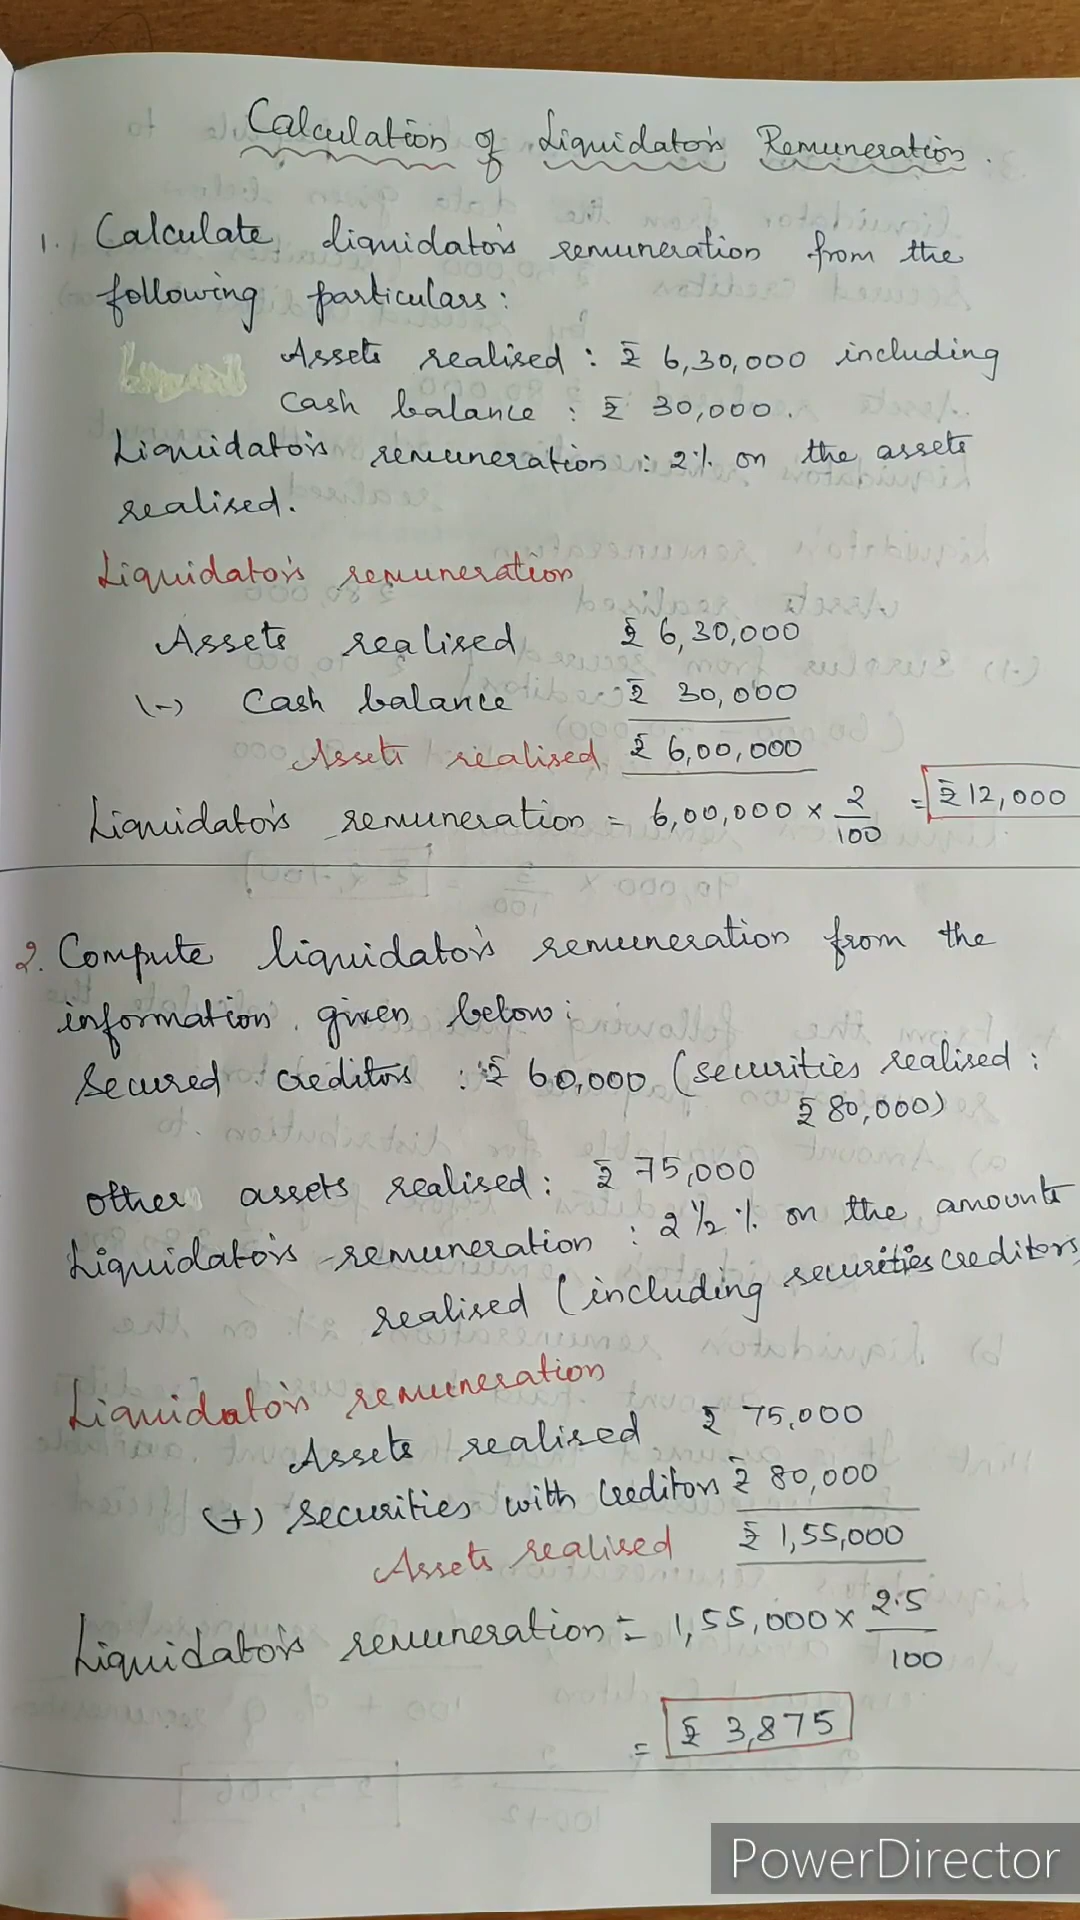 Calculation of Liquidator's Remuneration.
1. Calculate liquidator's remuneration from the
following particulars:
Assets realised : ₹ 6,30,000 including
Cash balance : ₹ 30,000.
Liquidator's remuneration : 2% on the assets
realised.
Liquidator's remuneration
Assets realised ₹ 6,30,000
(-) Cash balance ₹ 30,000
Assets realised ₹ 6,00,000
Liquidator's remuneration = 6,00,000 × 2/100 = ₹ 12,000
2. Compute liquidator's remuneration from the
information given below:
Secured creditors : ₹ 60,000 (securities realised :
₹ 80,000)
Other assets realised : ₹ 75,000
Liquidator's remuneration : 2 1/2 % on the amounts
realised (including securities creditors
Liquidator's remuneration
Assets realised ₹ 75,000
(+) Securities with Creditors ₹ 80,000
Assets realised ₹ 1,55,000
Liquidator's remuneration = 1,55,000 × 2.5/100
= ₹ 3,875
PowerDirector